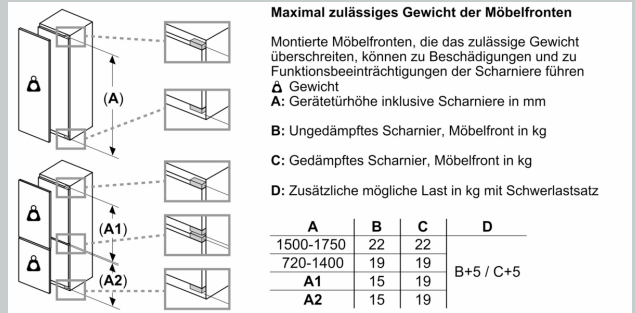 Maximal zulässiges Gewicht der Möbelfronten
Montierte Möbelfronten, die das zulässige Gewicht
überschreiten, können zu Beschädigungen und zu
Funktionsbeeinträchtigungen der Scharniere führen
Gewicht
A: Gerätetürhöhe inklusive Scharniere in mm
B: Ungedämpftes Scharnier, Möbelfront in kg
C: Gedämpftes Scharnier, Möbelfront in kg
D: Zusätzliche mögliche Last in kg mit Schwerlastsatz
A B C D
1500-1750 22 22
720-1400 19 19
B+5 / C+5
A1 15 19
A2 15 19
(A)
(A1)
(A2)